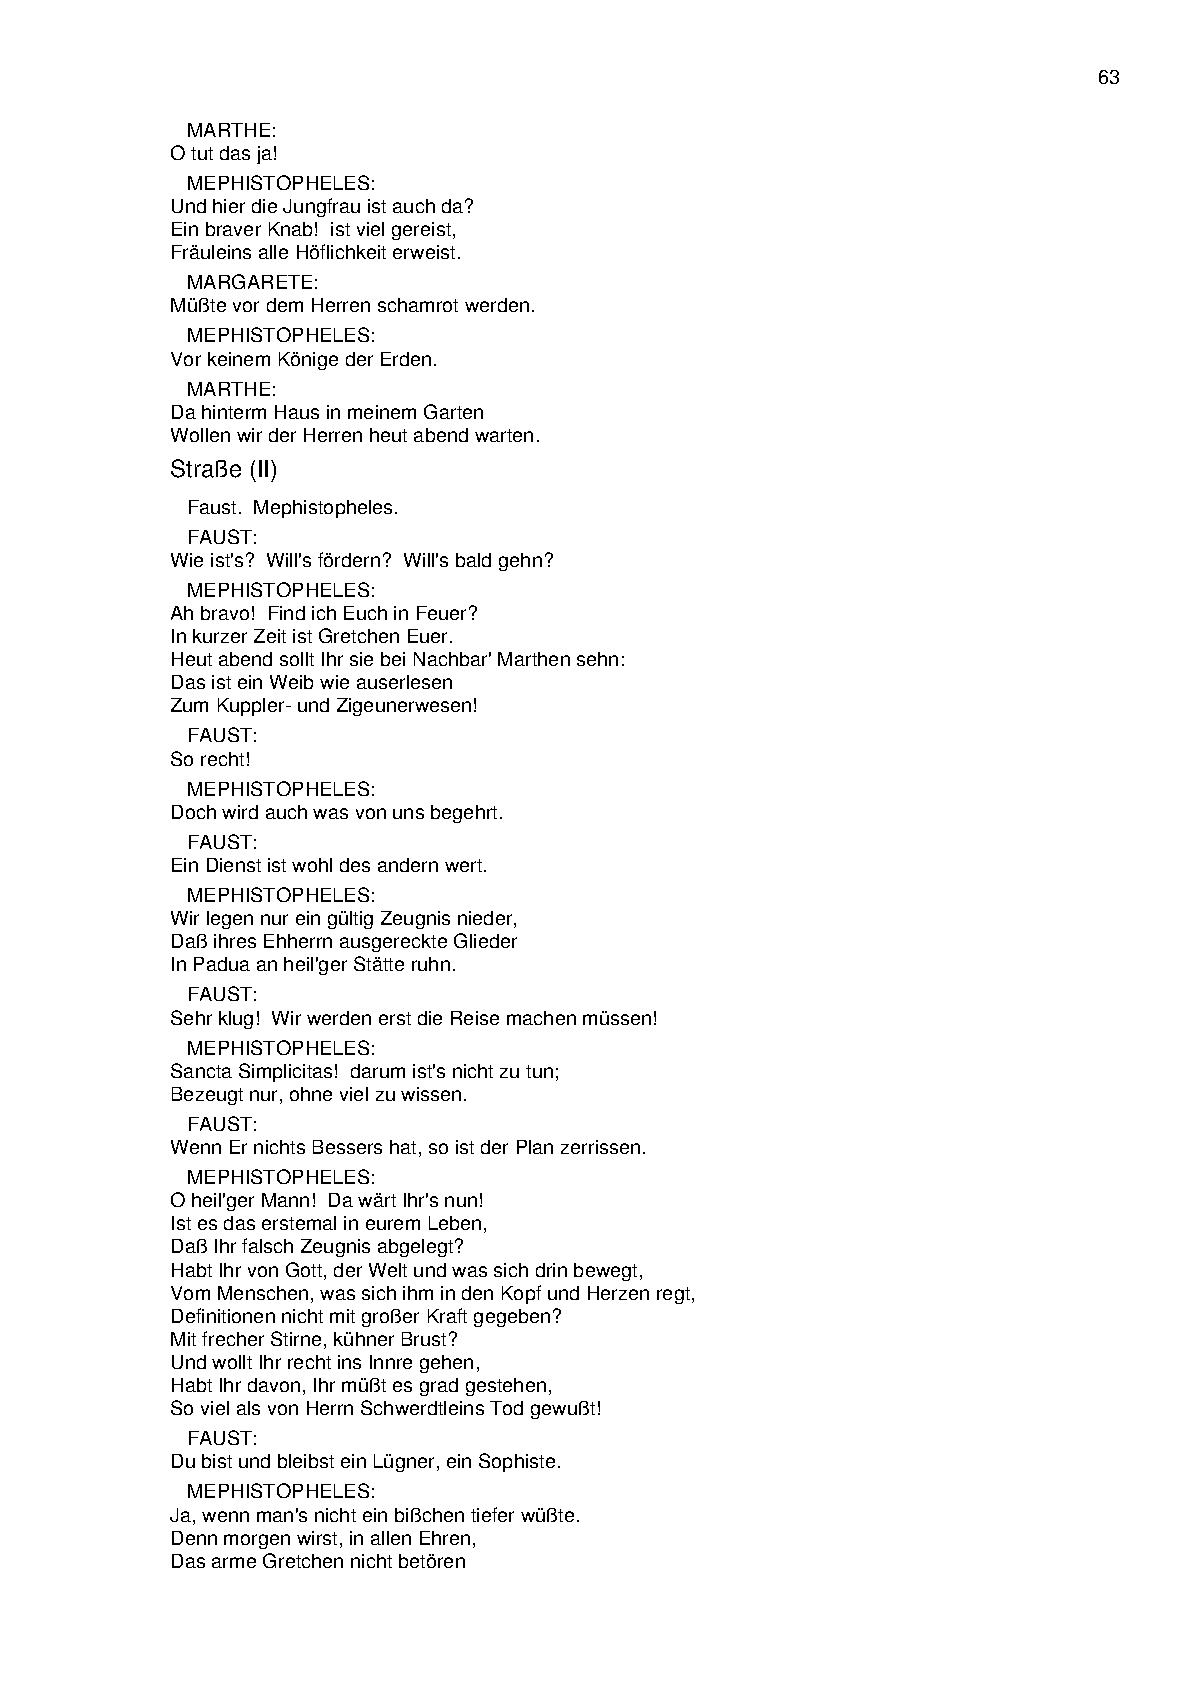 63
MARTHE:
O tut das ja!
MEPHISTOPHELES:
Und hier die Jungfrau ist auch da?
Ein braver Knab!  ist viel gereist,
Fräuleins alle Höflichkeit erweist.
MARGARETE:
Müßte vor dem Herren schamrot werden.
MEPHISTOPHELES:
Vor keinem Könige der Erden.
MARTHE:
Da hinterm Haus in meinem Garten
Wollen wir der Herren heut abend warten.
Straße (II)
Faust.  Mephistopheles.
FAUST:
Wie ist's?  Will's fördern?  Will's bald gehn?
MEPHISTOPHELES:
Ah bravo!  Find ich Euch in Feuer?
In kurzer Zeit ist Gretchen Euer.
Heut abend sollt Ihr sie bei Nachbar' Marthen sehn:
Das ist ein Weib wie auserlesen
Zum Kuppler- und Zigeunerwesen!
FAUST:
So recht!
MEPHISTOPHELES:
Doch wird auch was von uns begehrt.
FAUST:
Ein Dienst ist wohl des andern wert.
MEPHISTOPHELES:
Wir legen nur ein gültig Zeugnis nieder,
Daß ihres Ehherrn ausgereckte Glieder
In Padua an heil'ger Stätte ruhn.
FAUST:
Sehr klug!  Wir werden erst die Reise machen müssen!
MEPHISTOPHELES:
Sancta Simplicitas!  darum ist's nicht zu tun;
Bezeugt nur, ohne viel zu wissen.
FAUST:
Wenn Er nichts Bessers hat, so ist der Plan zerrissen.
MEPHISTOPHELES:
O heil'ger Mann!  Da wärt Ihr's nun!
Ist es das erstemal in eurem Leben,
Daß Ihr falsch Zeugnis abgelegt?
Habt Ihr von Gott, der Welt und was sich drin bewegt,
Vom Menschen, was sich ihm in den Kopf und Herzen regt,
Definitionen nicht mit großer Kraft gegeben?
Mit frecher Stirne, kühner Brust?
Und wollt Ihr recht ins Innre gehen,
Habt Ihr davon, Ihr müßt es grad gestehen,
So viel als von Herrn Schwerdtleins Tod gewußt!
FAUST:
Du bist und bleibst ein Lügner, ein Sophiste.
MEPHISTOPHELES:
Ja, wenn man's nicht ein bißchen tiefer wüßte.
Denn morgen wirst, in allen Ehren,
Das arme Gretchen nicht betören